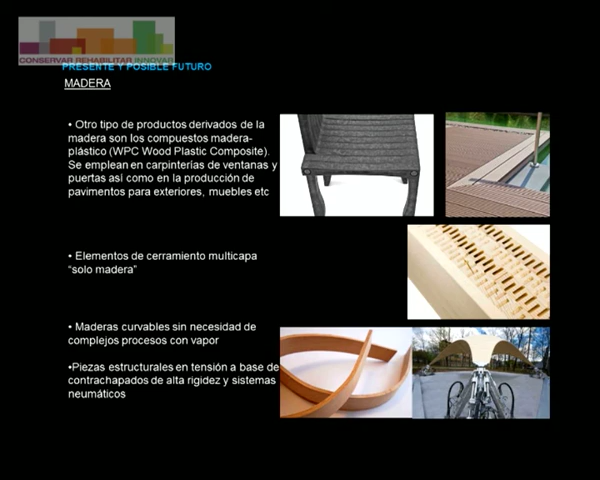 CONSERVAR REHABILITAR INNOVAR
PRESENTE Y POSIBLE FUTURO
MADERA
• Otro tipo de productos derivados de la
madera son los compuestos madera-
plástico (WPC Wood Plastic Composite).
Se emplean en carpinterías de ventanas y
puertas así como en la producción de
pavimentos para exteriores, muebles etc
• Elementos de cerramiento multicapa
“solo madera”
• Maderas curvables sin necesidad de
complejos procesos con vapor
•Piezas estructurales en tensión a base de
contrachapados de alta rigidez y sistemas
neumáticos